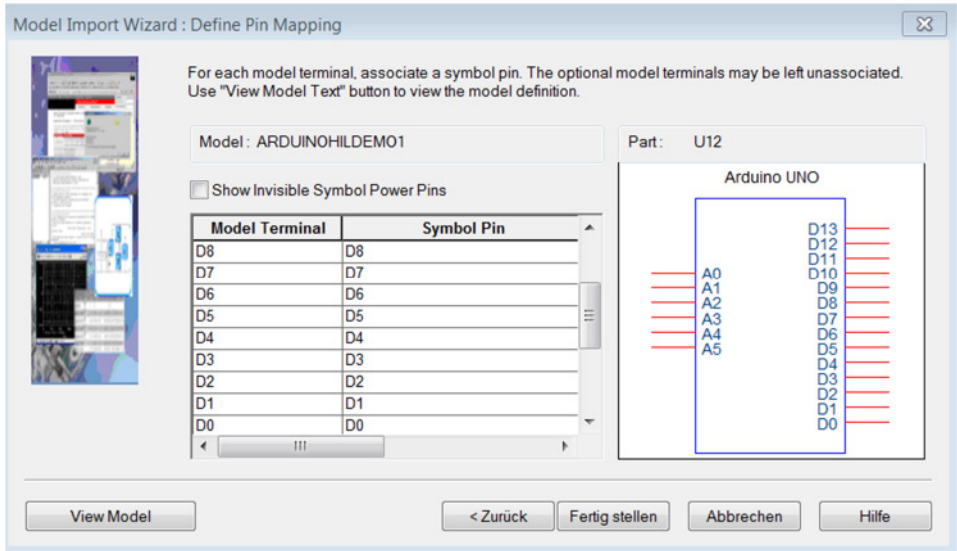 Model Import Wizard : Define Pin Mapping
For each model terminal, associate a symbol pin. The optional model terminals may be left unassociated.
Use "View Model Text" button to view the model definition.
Model : ARDUINOHILDEMO1
Part : U12
Show Invisible Symbol Power Pins
Model Terminal Symbol Pin
D8 D8
D7 D7
D6 D6
D5 D5
D4 D4
D3 D3
D2 D2
D1 D1
D0 D0
Arduino UNO
A0
A1
A2
A3
A4
A5
D13
D12
D11
D10
D9
D8
D7
D6
D5
D4
D3
D2
D1
D0
View Model
< Zurück
Fertig stellen
Abbrechen
Hilfe